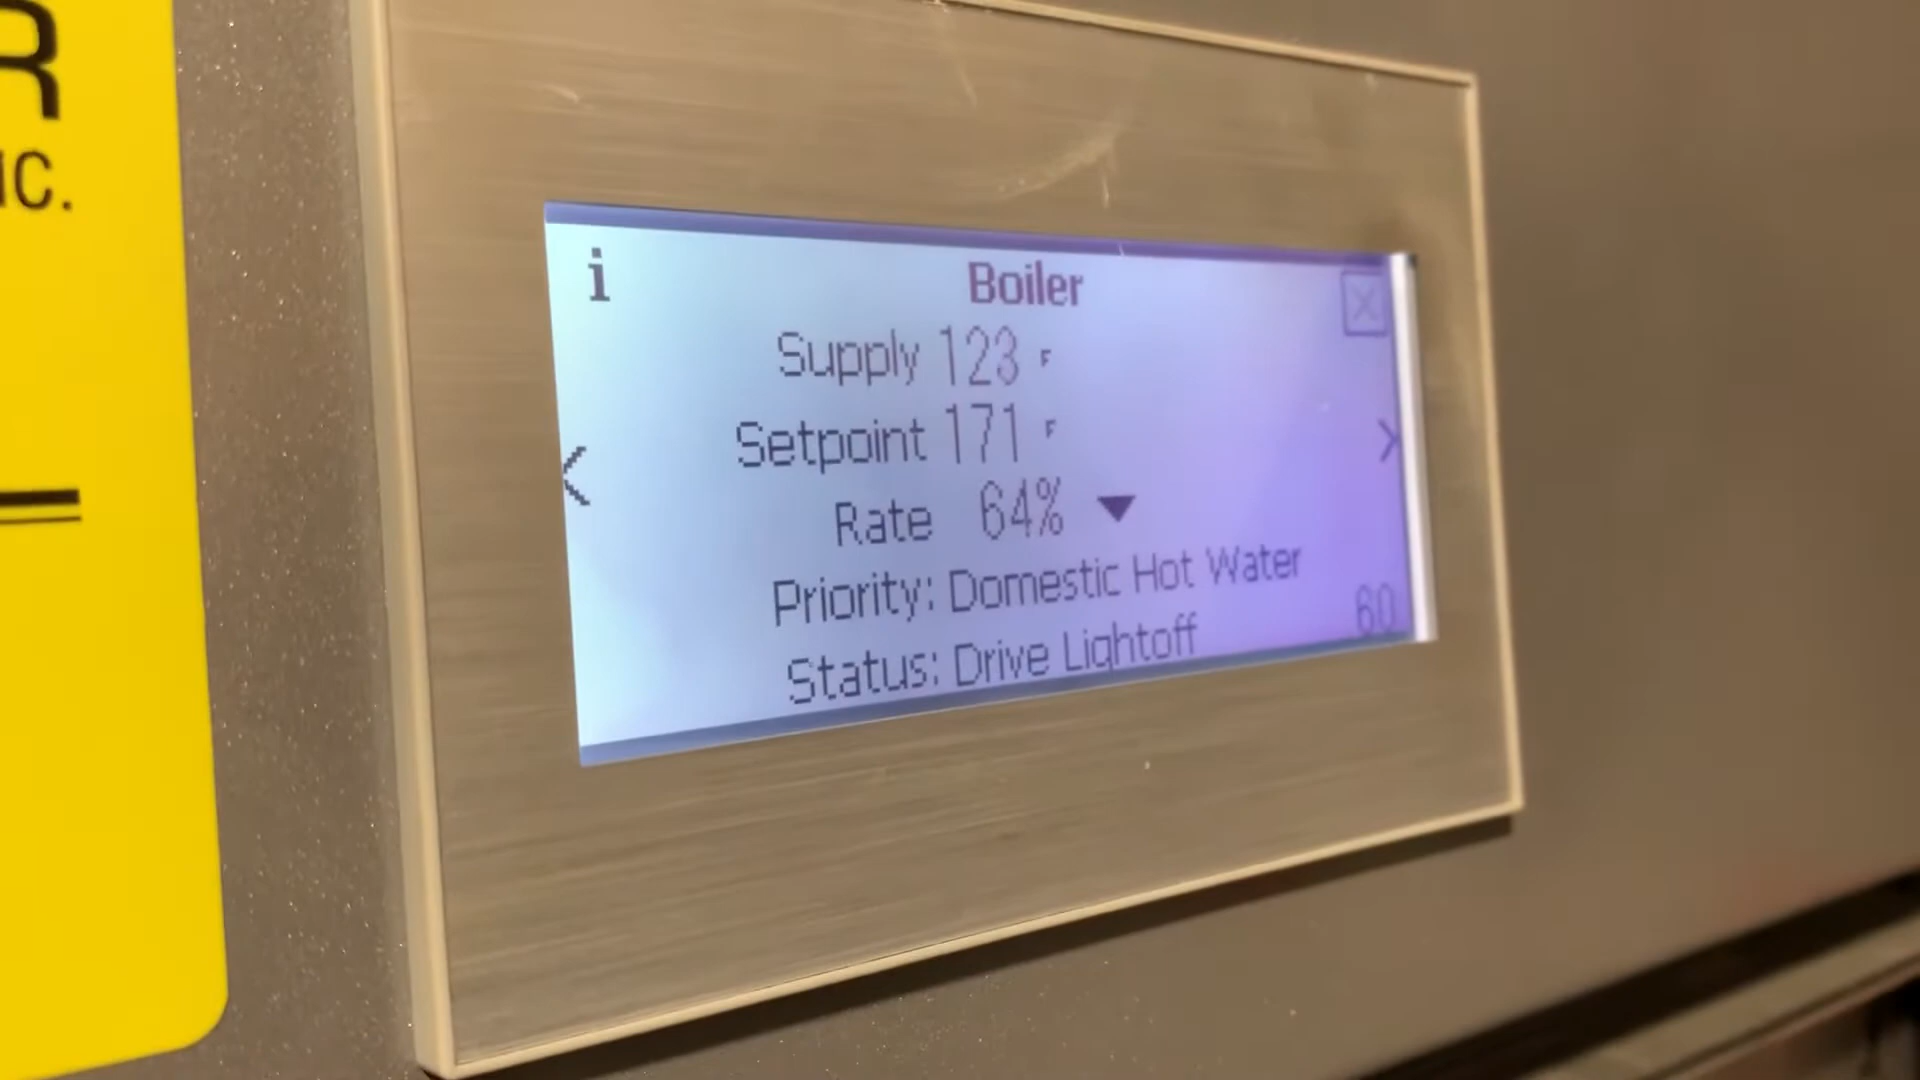 i Boiler
Supply 123 F
Setpoint 171 F
< >
Rate 64% ▼
Priority: Domestic Hot Water
60
Status: Drive Lightoff
R
IC.